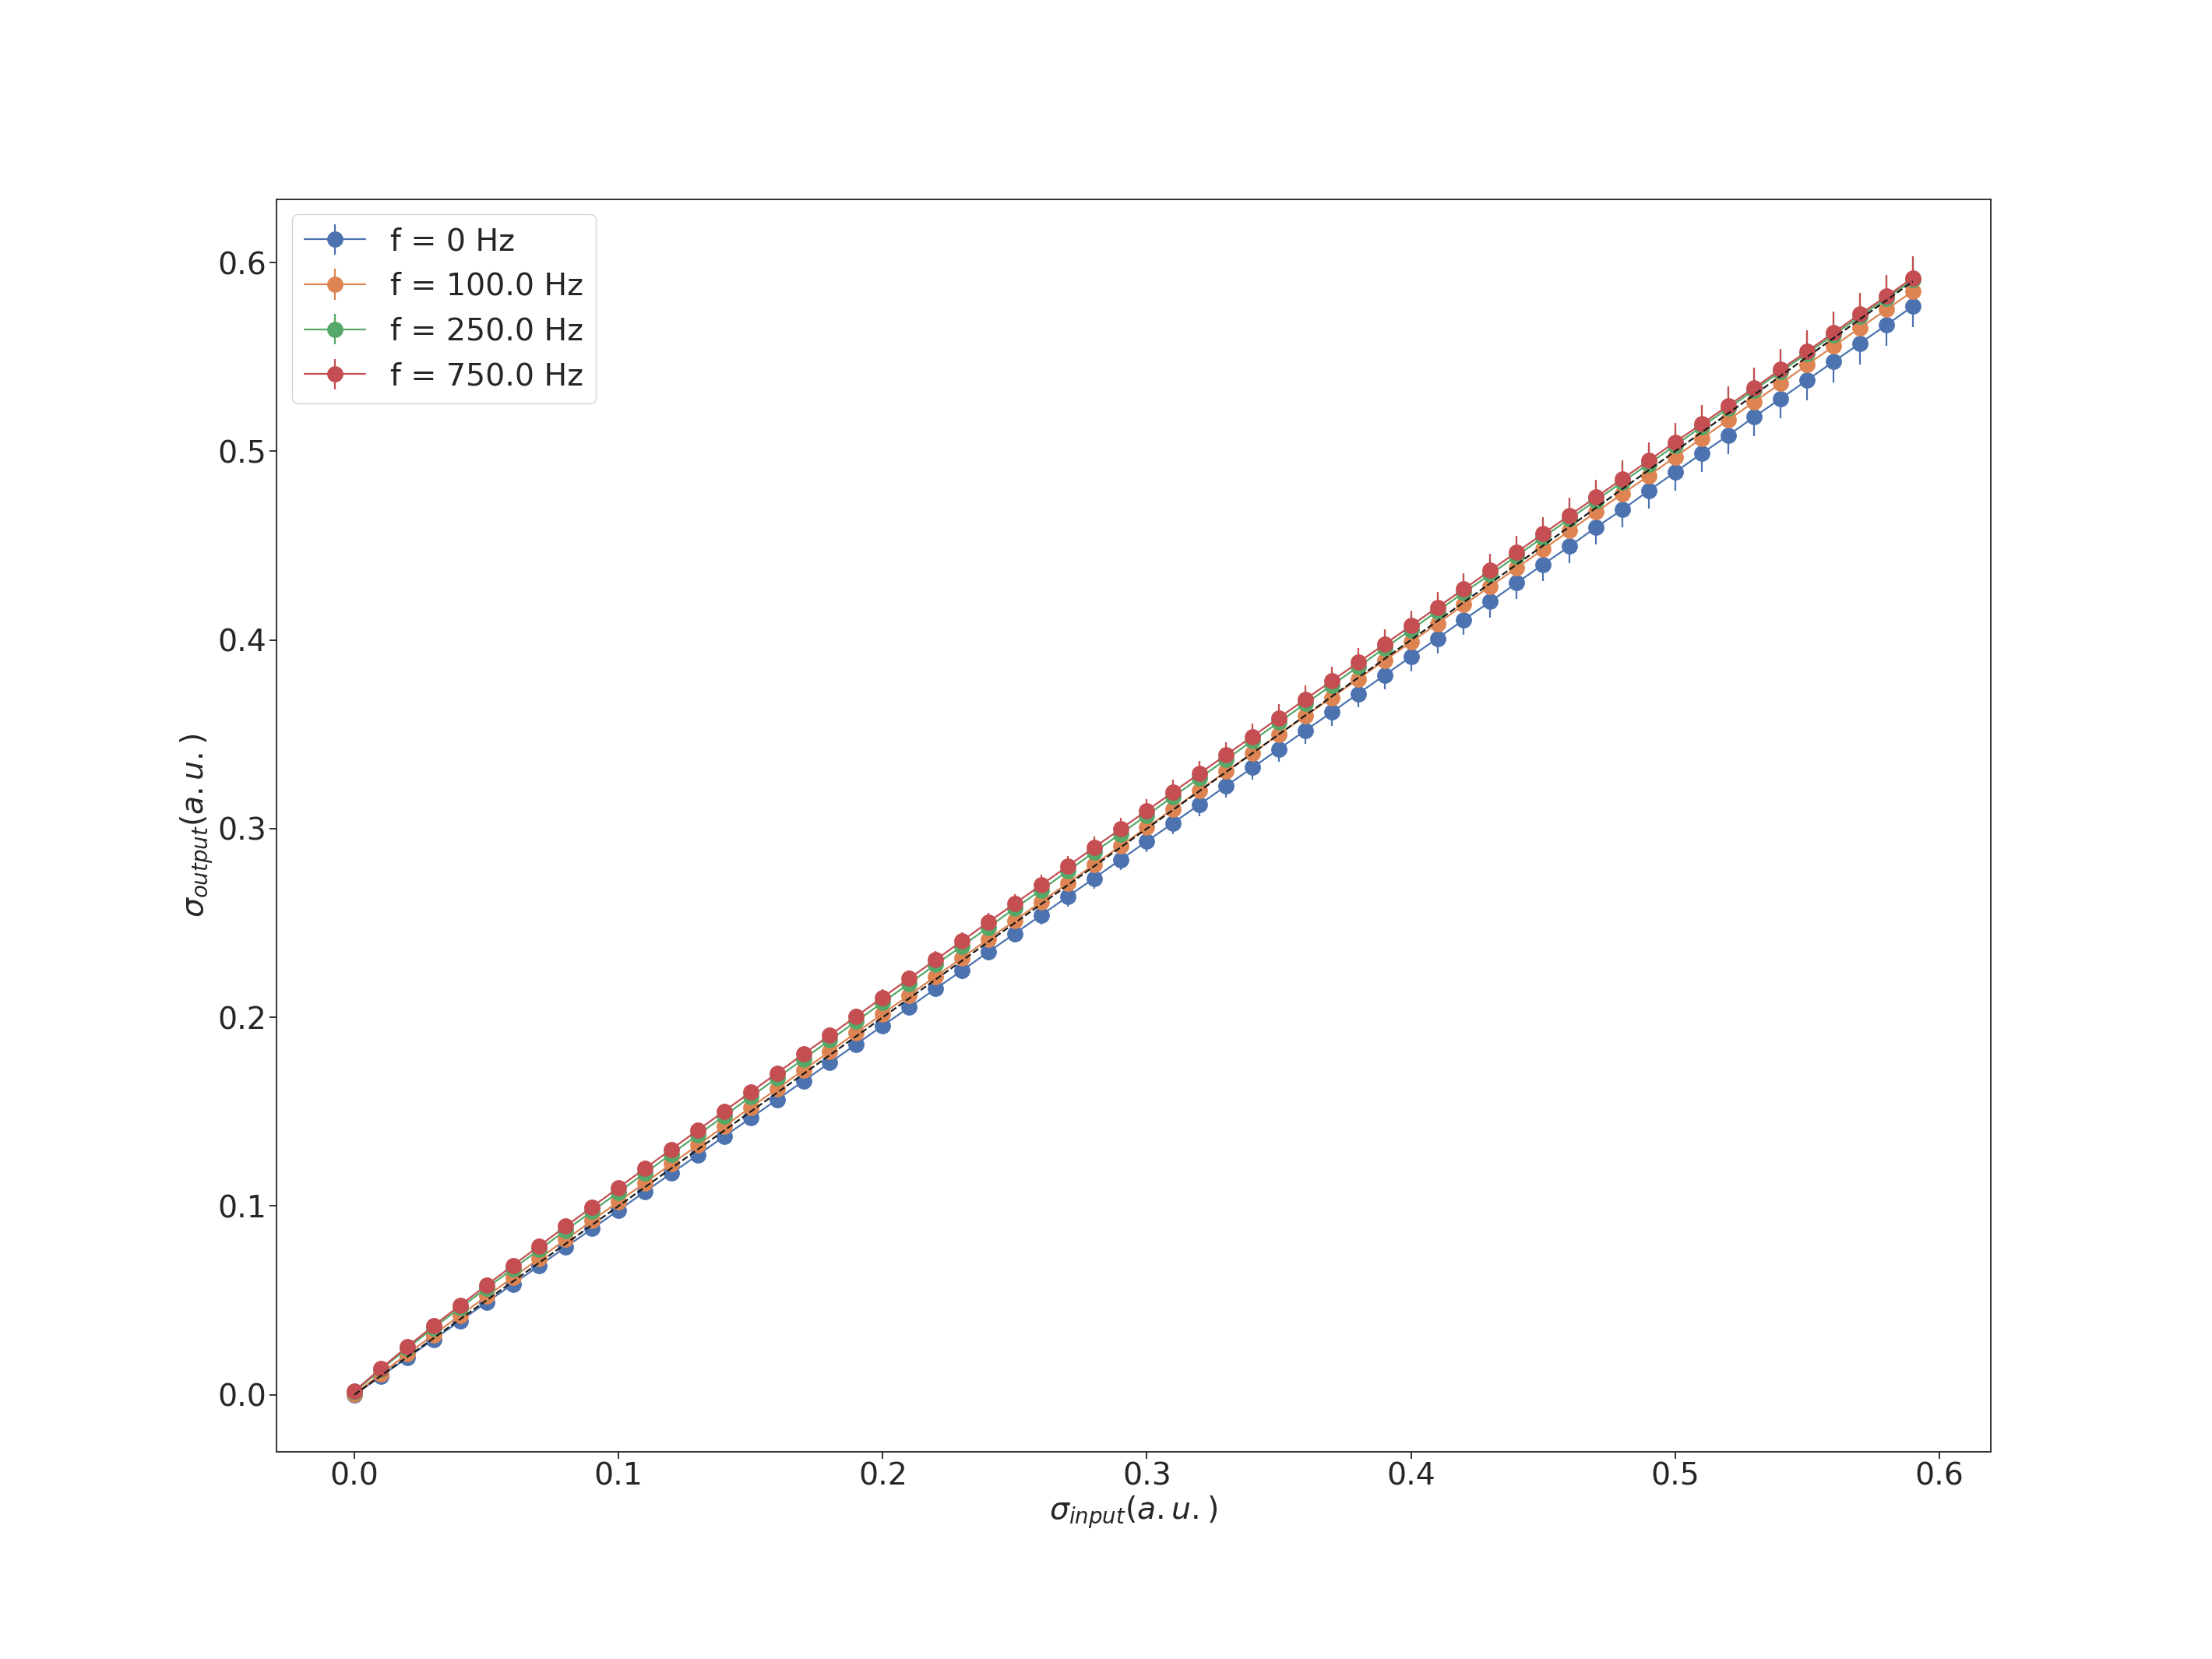 f = 0 Hz
f = 100.0 Hz
f = 250.0 Hz
f = 750.0 Hz
0.6
0.5
0.4
0.3
0.2
0.1
0.0
σoutput(a.u.)
0.0 0.1 0.2 0.3 0.4 0.5 0.6
σinput(a.u.)